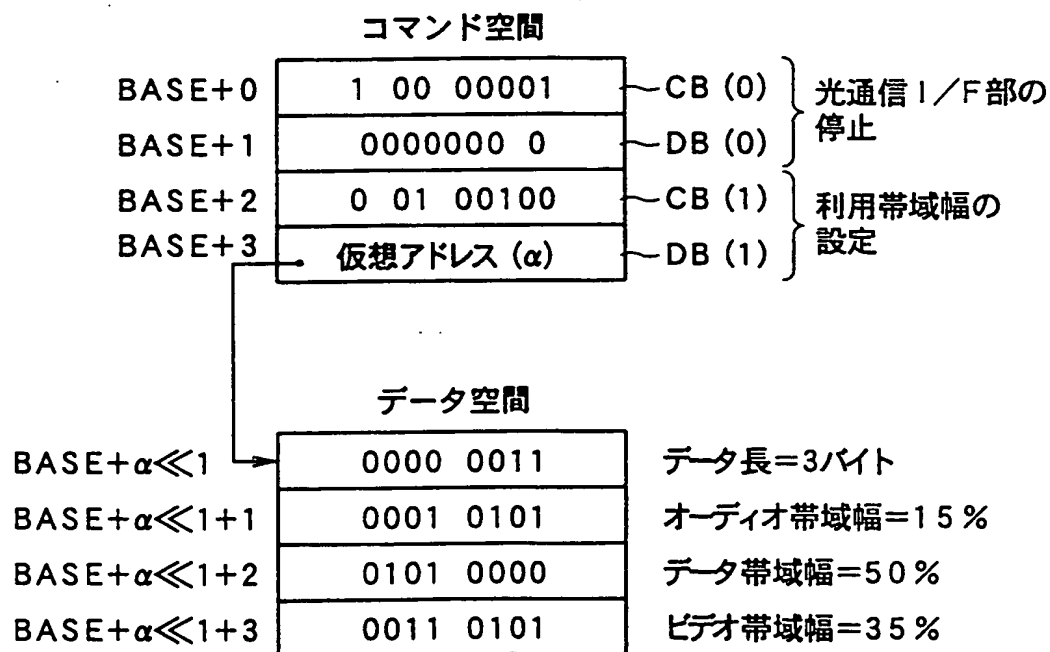 コマンド空間
BASE+0 1 00 00001 CB (0)
BASE+1 0000000 0 DB (0)
光通信I/F部の
停止
BASE+2 0 01 00100 CB (1)
BASE+3 仮想アドレス (α) DB (1)
利用帯域幅の
設定
データ空間
BASE+α≪1 0000 0011 データ長=3バイト
BASE+α≪1+1 0001 0101 オーディオ帯域幅=15%
BASE+α≪1+2 0101 0000 データ帯域幅=50%
BASE+α≪1+3 0011 0101 ビデオ帯域幅=35%